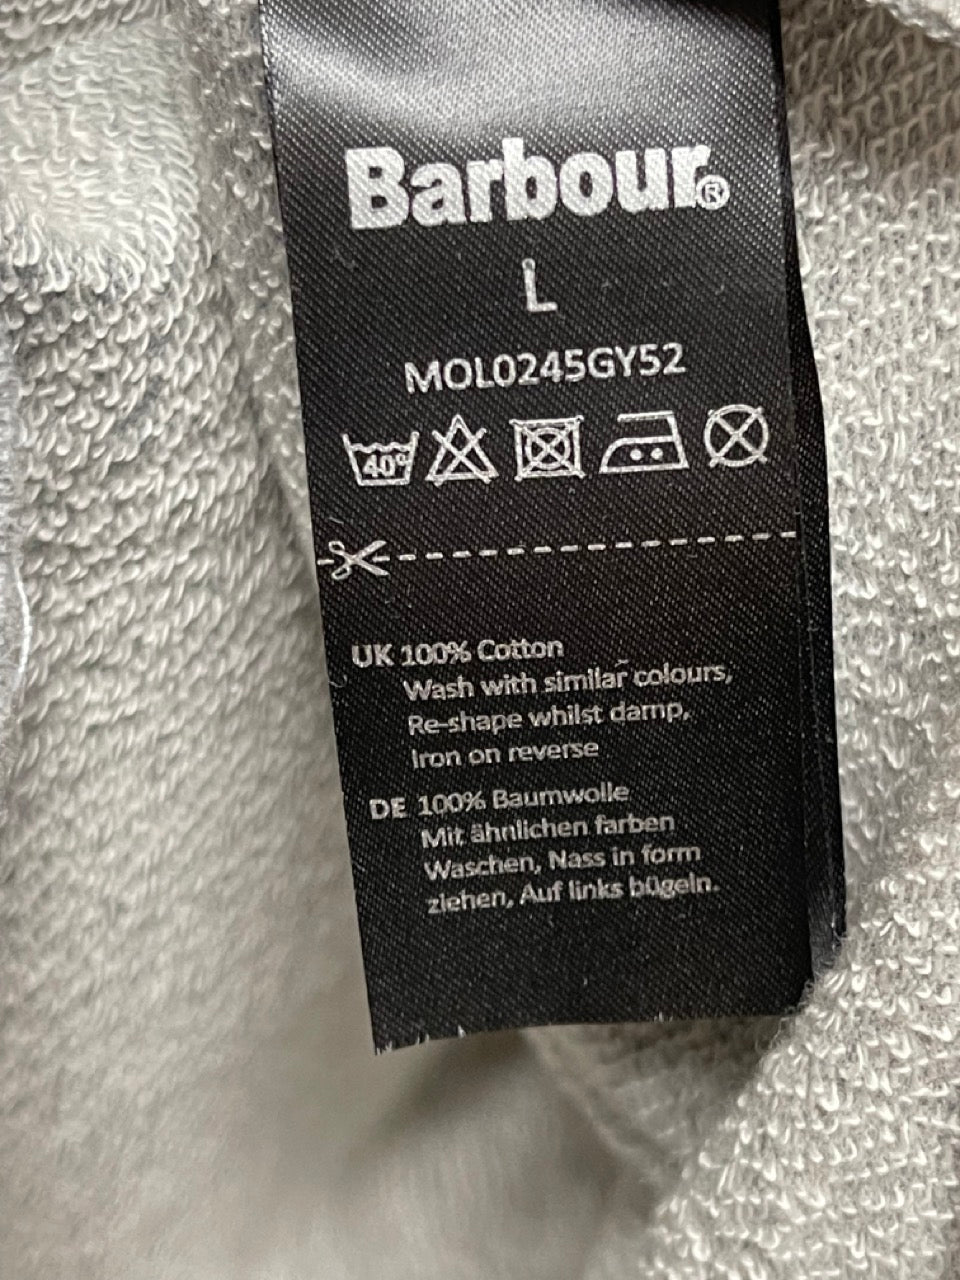 Barbour®
L
MOL0245GY52
40°
UK 100% Cotton
Wash with similar colours,
Re-shape whilst damp,
Iron on reverse
DE 100% Baumwolle
Mit ähnlichen farben
Waschen, Nass in form
ziehen, Auf links bügeln.